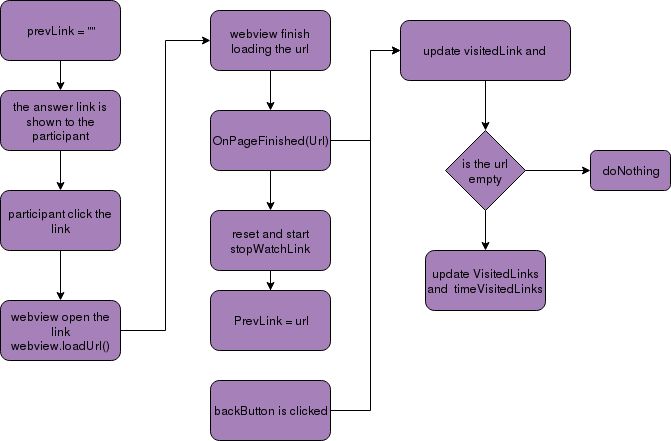 prevLink = ""
the answer link is
shown to the
participant
participant click the
link
webview open the
link
webview.loadUrl()
webview finish
loading the url
OnPageFinished(Url)
reset and start
stopWatchLink
PrevLink = url
backButton is clicked
update visitedLink and
is the url
empty
doNothing
update VisitedLinks
and timeVisitedLinks